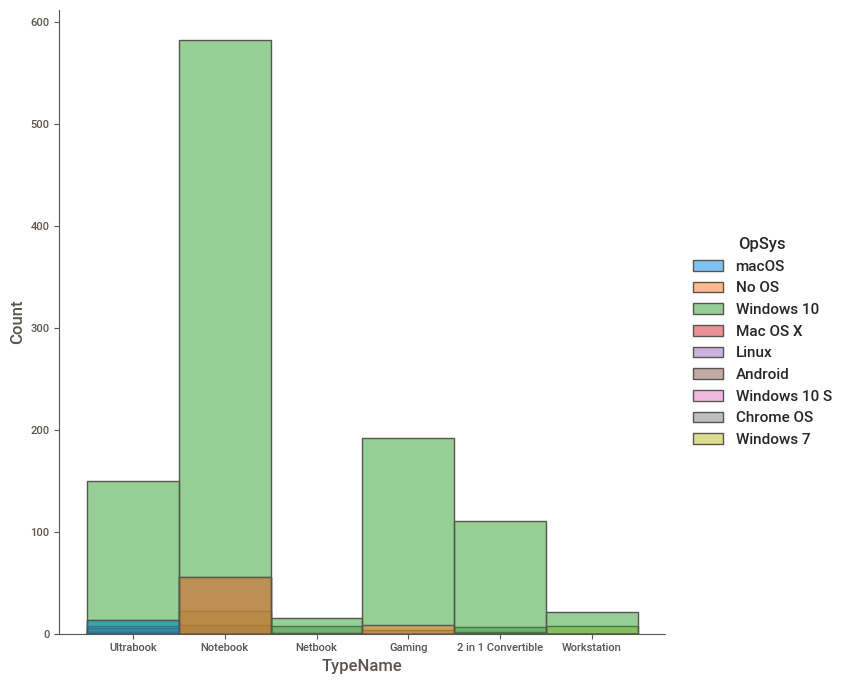 600
500
400
300
200
100
0
Count
Ultrabook
Notebook
Netbook
Gaming
2 in 1 Convertible
Workstation
TypeName
OpSys
macOS
No OS
Windows 10
Mac OS X
Linux
Android
Windows 10 S
Chrome OS
Windows 7